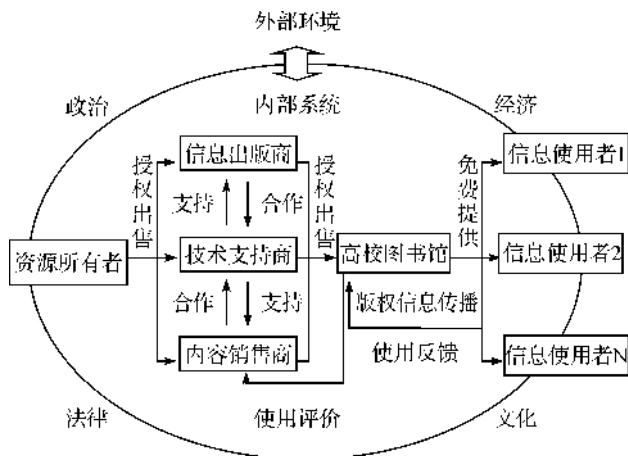 外部环境
政治
内部系统
经济
信息出版商
信息使用者1
授权出售
支持
合作
授权出售
免费提供
资源所有者
技术支持商
高校图书馆
信息使用者2
合作
支持
版权信息传播
内容销售商
使用反馈
信息使用者N
法律
使用评价
文化